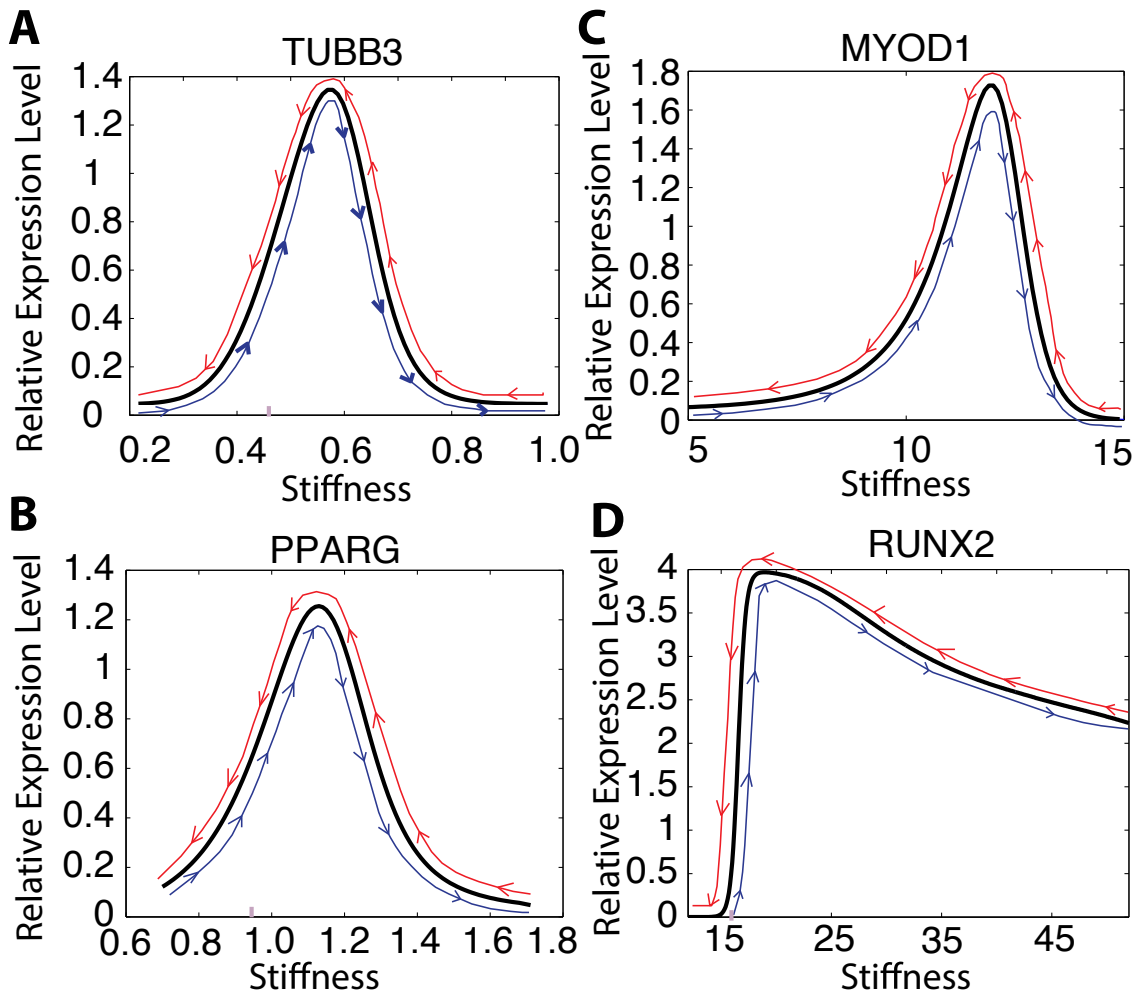 A
TUBB3
Relative Expression Level
1.4
1.2
1
0.8
0.6
0.4
0.2
0
0.2 0.4 0.6 0.8 1.0
Stiffness
C
MYOD1
Relative Expression Level
1.8
1.6
1.4
1.2
1
0.8
0.6
0.4
0.2
0
5 10 15
Stiffness
B
PPARG
Relative Expression Level
1.4
1.2
1
0.8
0.6
0.4
0.2
0
0.6 0.8 1.0 1.2 1.4 1.6 1.8
Stiffness
D
RUNX2
Relative Expression Level
4
3.5
3
2.5
2
1.5
1
0.5
0
15 25 35 45
Stiffness